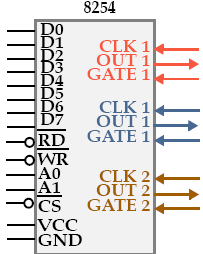 8254
D0
D1
D2
D3
D4
D5
D6
D7
RD
WR
A0
A1
CS
VCC
GND
CLK 1
OUT 1
GATE 1
CLK 1
OUT 1
GATE 1
CLK 2
OUT 2
GATE 2